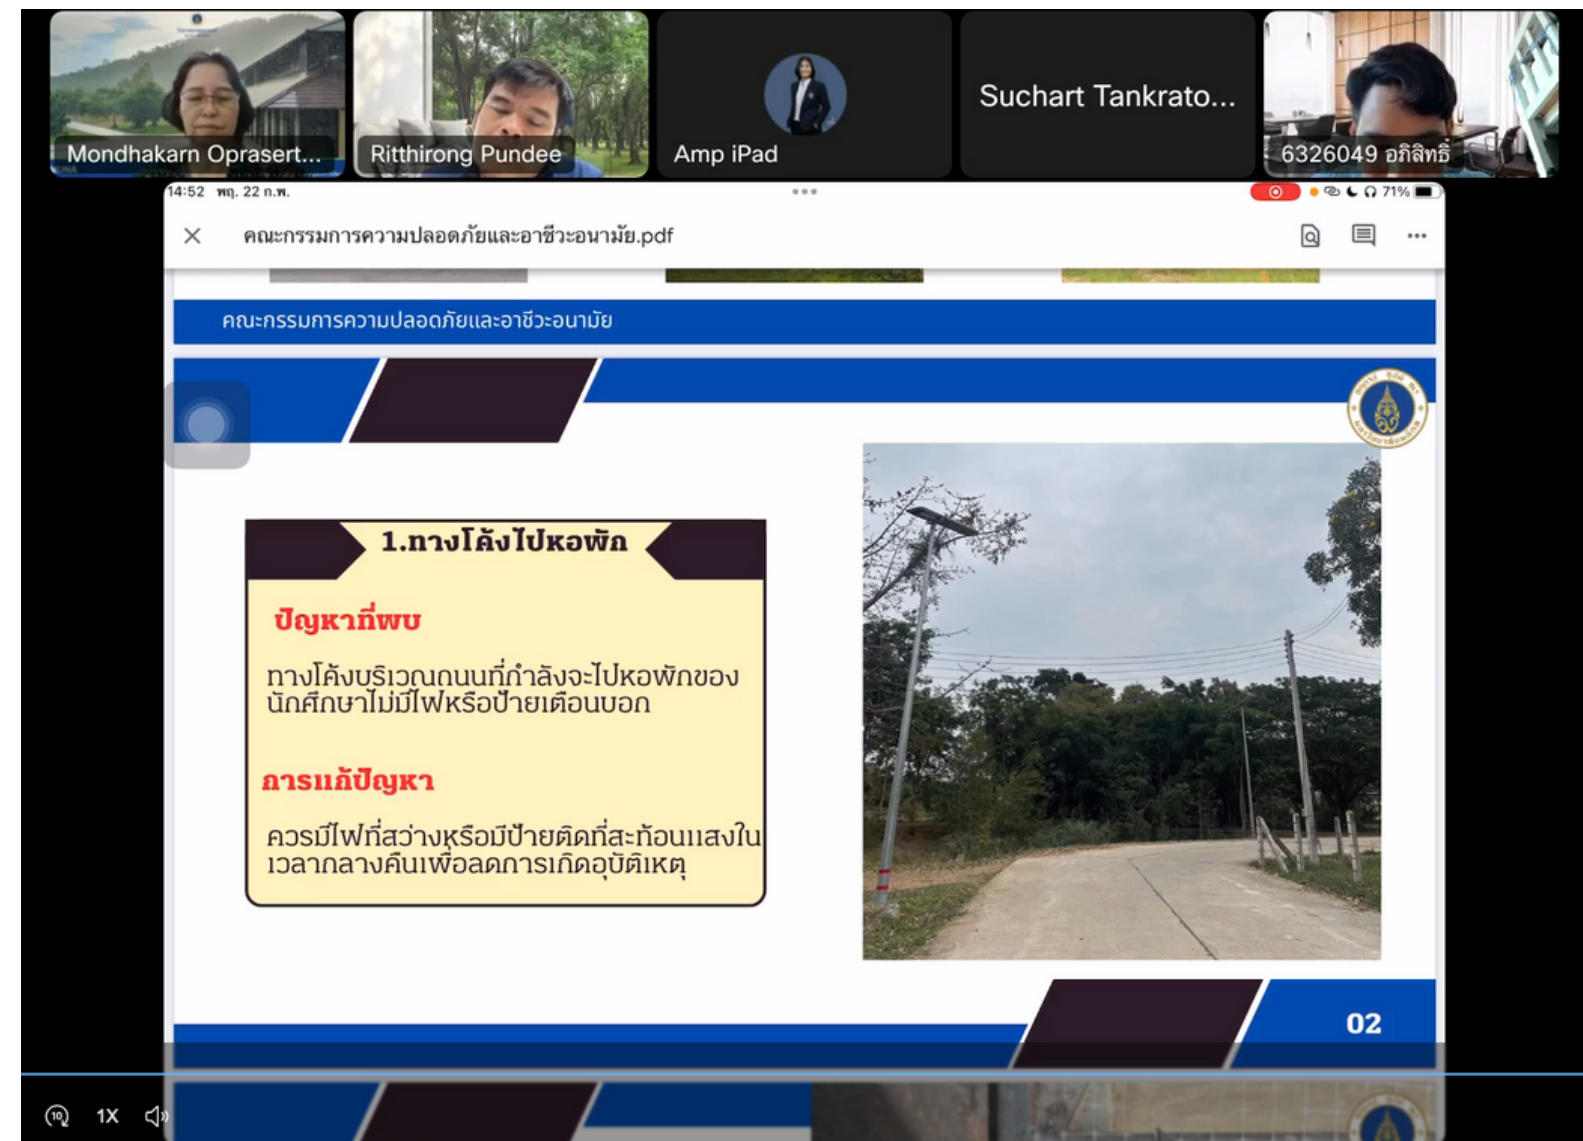 Mondhakarn Oprasert...
Ritthirong Pundee
Amp iPad
Suchart Tankrato...
6326049 อภิสิทธิ์
14:52 พฤ. 22 ก.พ.
71%
คณะกรรมการความปลอดภัยและอาชีวะอนามัย.pdf
คณะกรรมการความปลอดภัยและอาชีวะอนามัย
1.ทางโค้งไปหอพัก
ปัญหาที่พบ
ทางโค้งบริเวณถนนที่กำลังจะไปหอพักของ
นักศึกษาไม่มีไฟหรือป้ายเตือนบอก
การแก้ปัญหา
ควรมีไฟที่สว่างหรือมีป้ายติดที่สะท้อนแสงใน
เวลากลางคืนเพื่อลดการเกิดอุบัติเหตุ
02
10
1X